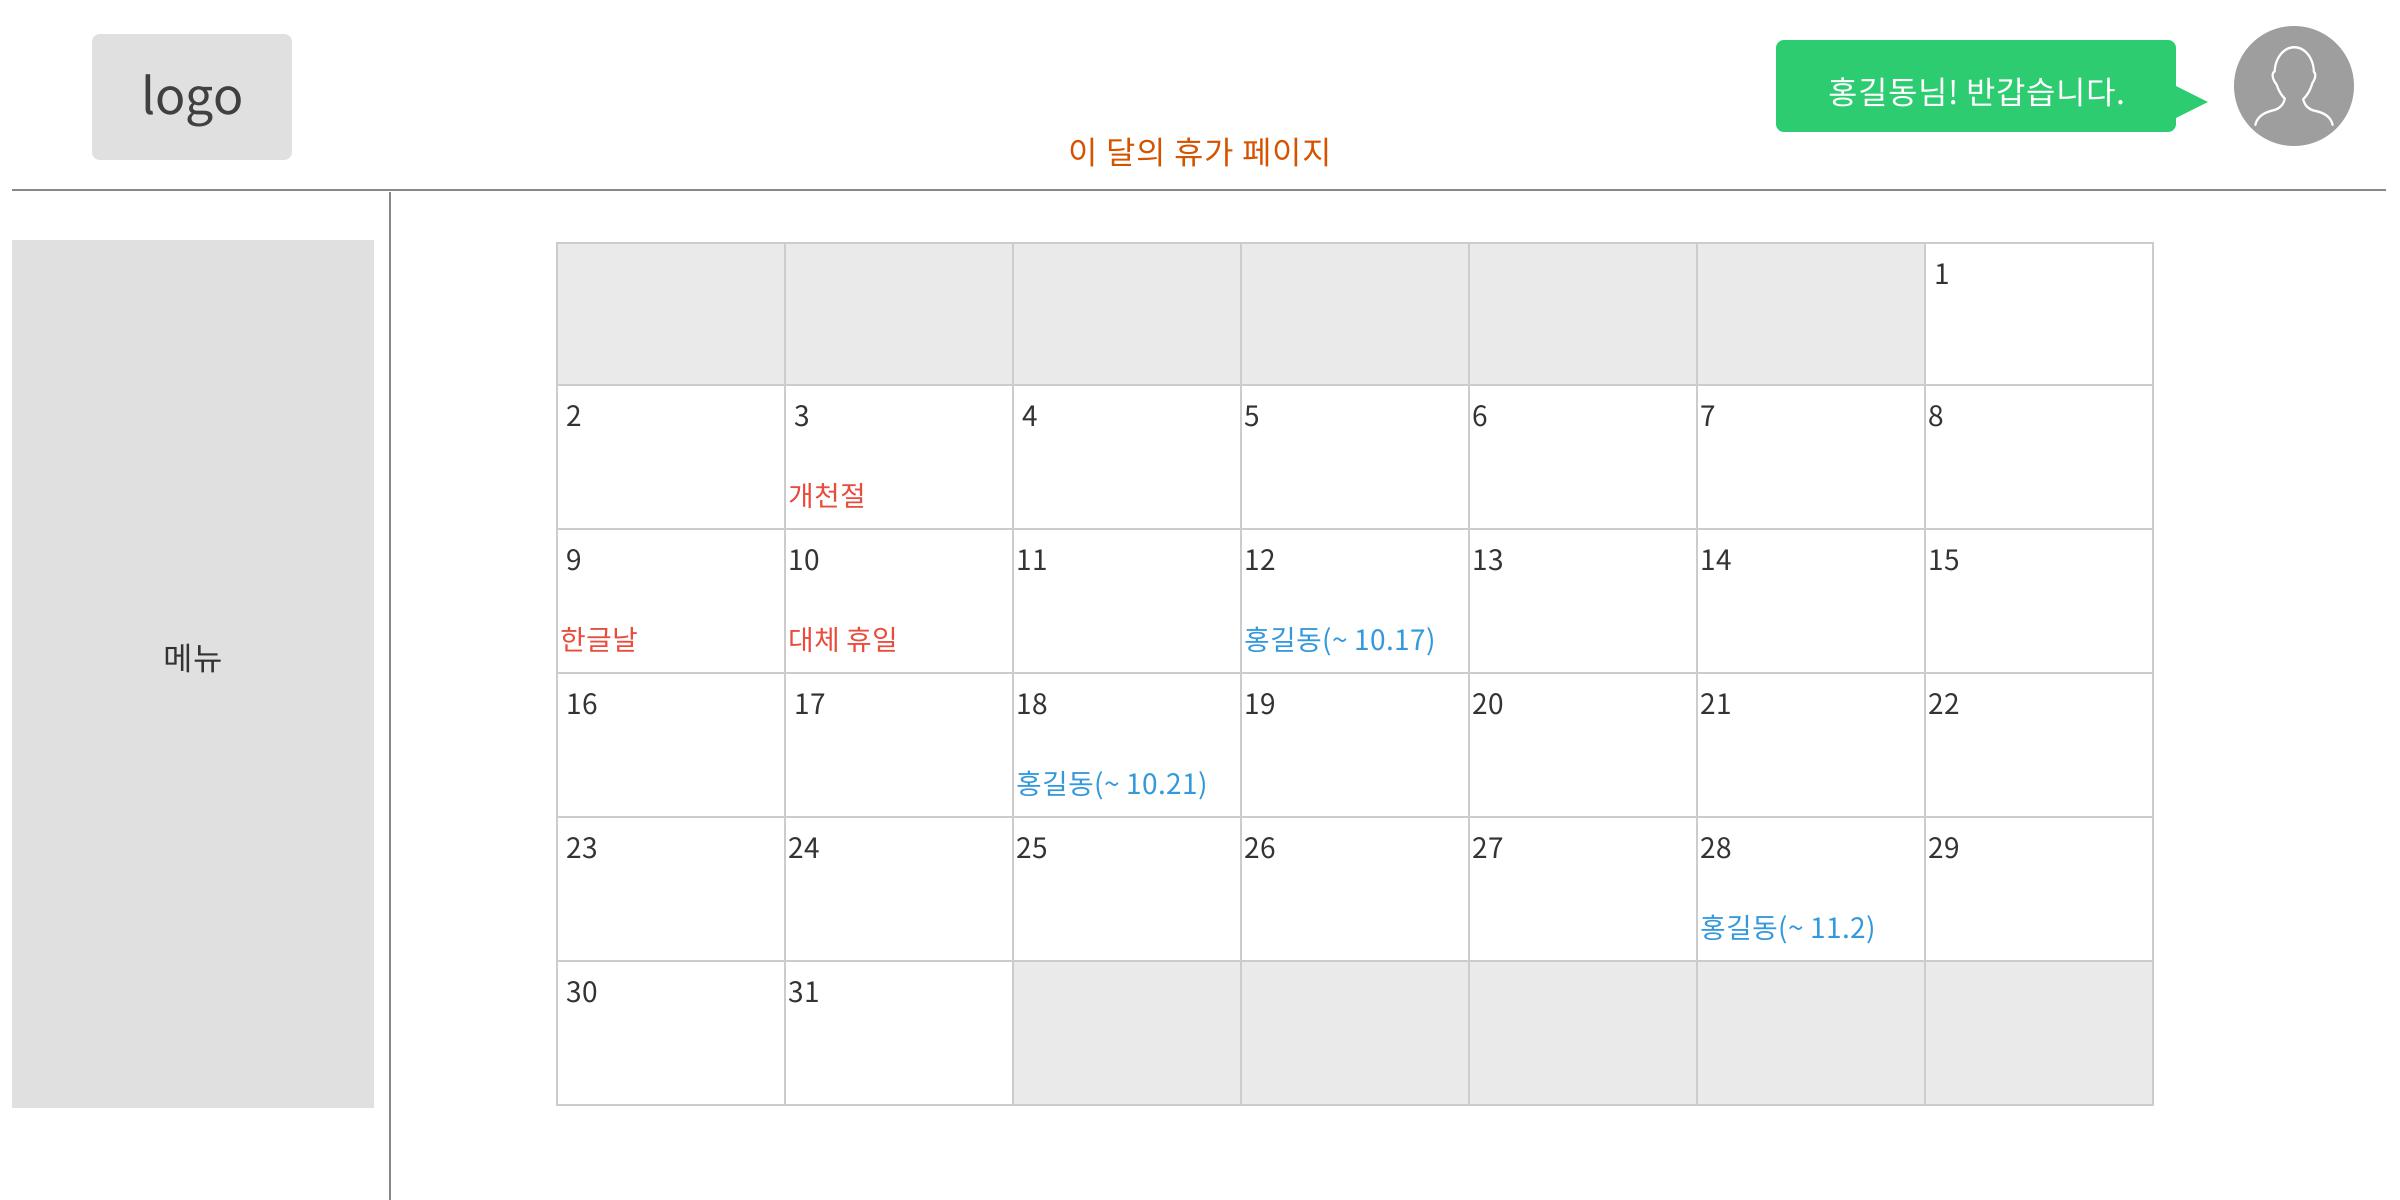 logo
홍길동님! 반갑습니다.
이 달의 휴가 페이지
메뉴
1
2 3 4 5 6 7 8
개천절
9 10 11 12 13 14 15
한글날 대체 휴일 홍길동(~ 10.17)
16 17 18 19 20 21 22
홍길동(~ 10.21)
23 24 25 26 27 28 29
홍길동(~ 11.2)
30 31